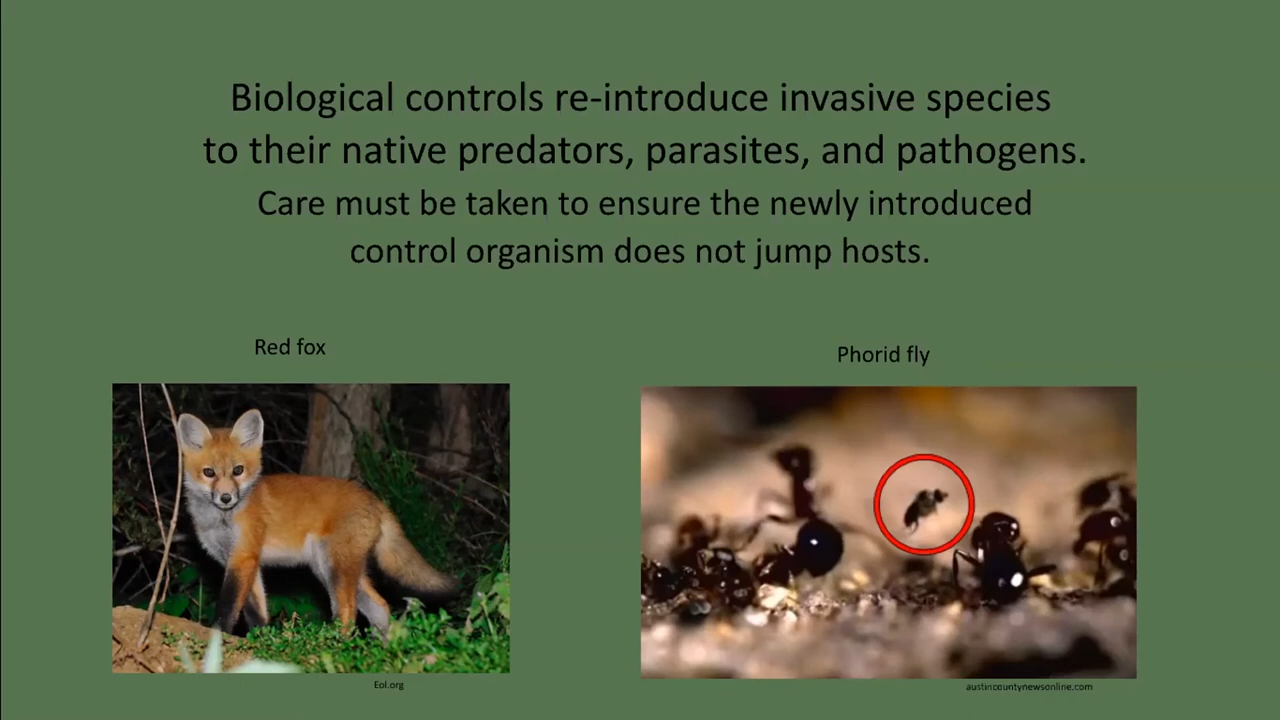 Biological controls re-introduce invasive species
to their native predators, parasites, and pathogens.
Care must be taken to ensure the newly introduced
control organism does not jump hosts.
Red fox
Phorid fly
Eol.org
austincountynewsonline.com